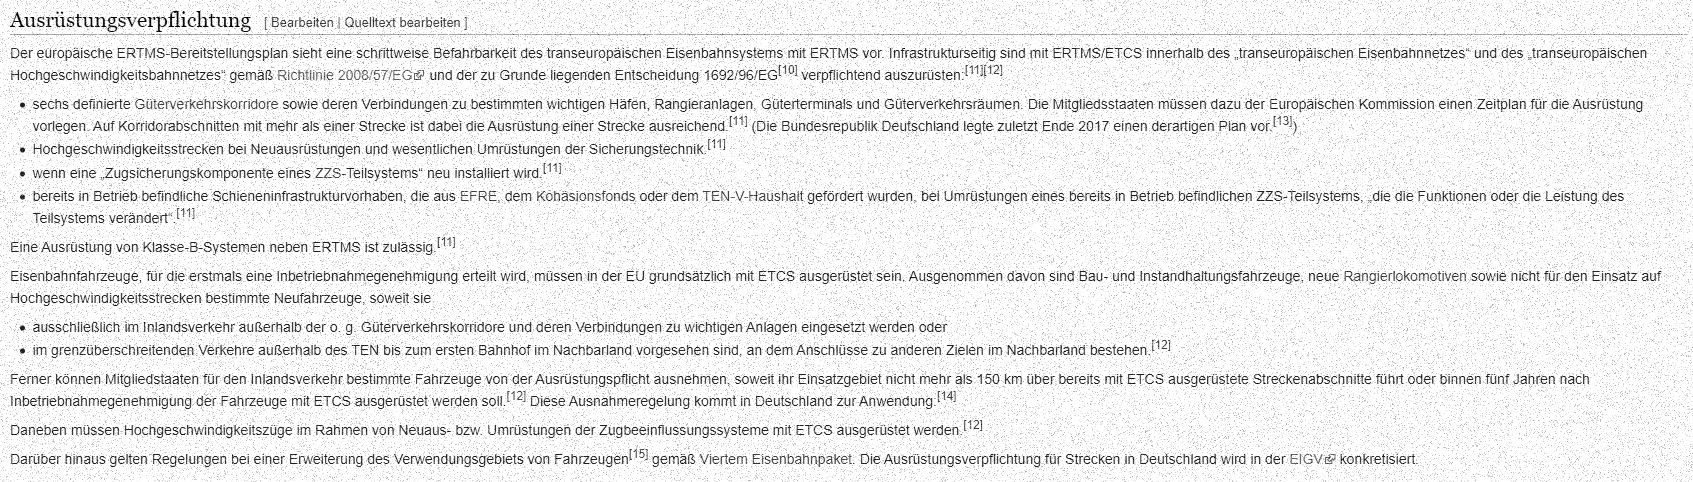 Ausrüstungsverpflichtung [ Bearbeiten | Quelltext bearbeiten ]
Der europäische ERTMS-Bereitstellungsplan sieht eine schrittweise Befahrbarkeit des transeuropäischen Eisenbahnsystems mit ERTMS vor. Infrastrukturseitig sind mit ERTMS/ETCS innerhalb des „transeuropäischen Eisenbahnnetzes“ und des „transeuropäischen
Hochgeschwindigkeitsbahnnetzes“ gemäß Richtlinie 2008/57/EG und der zu Grunde liegenden Entscheidung 1692/96/EG[10] verpflichtend auszurüsten:[11][12]
• sechs definierte Güterverkehrskorridore sowie deren Verbindungen zu bestimmten wichtigen Häfen, Rangieranlagen, Güterterminals und Güterverkehrsräumen. Die Mitgliedsstaaten müssen dazu der Europäischen Kommission einen Zeitplan für die Ausrüstung
vorlegen. Auf Korridorabschnitten mit mehr als einer Strecke ist dabei die Ausrüstung einer Strecke ausreichend.[11] (Die Bundesrepublik Deutschland legte zuletzt Ende 2017 einen derartigen Plan vor.[13])
• Hochgeschwindigkeitsstrecken bei Neuausrüstungen und wesentlichen Umrüstungen der Sicherungstechnik.[11]
• wenn eine „Zugsicherungskomponente eines ZZS-Teilsystems“ neu installiert wird.[11]
• bereits in Betrieb befindliche Schieneninfrastrukturvorhaben, die aus EFRE, dem Kohäsionsfonds oder dem TEN-V-Haushalt gefördert wurden, bei Umrüstungen eines bereits in Betrieb befindlichen ZZS-Teilsystems, „die die Funktionen oder die Leistung des
Teilsystems verändert“.[11]
Eine Ausrüstung von Klasse-B-Systemen neben ERTMS ist zulässig.[11]
Eisenbahnfahrzeuge, für die erstmals eine Inbetriebnahmegenehmigung erteilt wird, müssen in der EU grundsätzlich mit ETCS ausgerüstet sein. Ausgenommen davon sind Bau- und Instandhaltungsfahrzeuge, neue Rangierlokomotiven sowie nicht für den Einsatz auf
Hochgeschwindigkeitsstrecken bestimmte Neufahrzeuge, soweit sie
• ausschließlich im Inlandsverkehr außerhalb der o. g. Güterverkehrskorridore und deren Verbindungen zu wichtigen Anlagen eingesetzt werden oder
• im grenzüberschreitenden Verkehre außerhalb des TEN bis zum ersten Bahnhof im Nachbarland vorgesehen sind, an dem Anschlüsse zu anderen Zielen im Nachbarland bestehen.[12]
Ferner können Mitgliedstaaten für den Inlandsverkehr bestimmte Fahrzeuge von der Ausrüstungspflicht ausnehmen, soweit ihr Einsatzgebiet nicht mehr als 150 km über bereits mit ETCS ausgerüstete Streckenabschnitte führt oder binnen fünf Jahren nach
Inbetriebnahmegenehmigung der Fahrzeuge mit ETCS ausgerüstet werden soll.[12] Diese Ausnahmeregelung kommt in Deutschland zur Anwendung.[14]
Daneben müssen Hochgeschwindigkeitszüge im Rahmen von Neuaus- bzw. Umrüstungen der Zugbeeinflussungssysteme mit ETCS ausgerüstet werden.[12]
Darüber hinaus gelten Regelungen bei einer Erweiterung des Verwendungsgebiets von Fahrzeugen[15] gemäß Viertem Eisenbahnpaket. Die Ausrüstungsverpflichtung für Strecken in Deutschland wird in der EIGV konkretisiert.